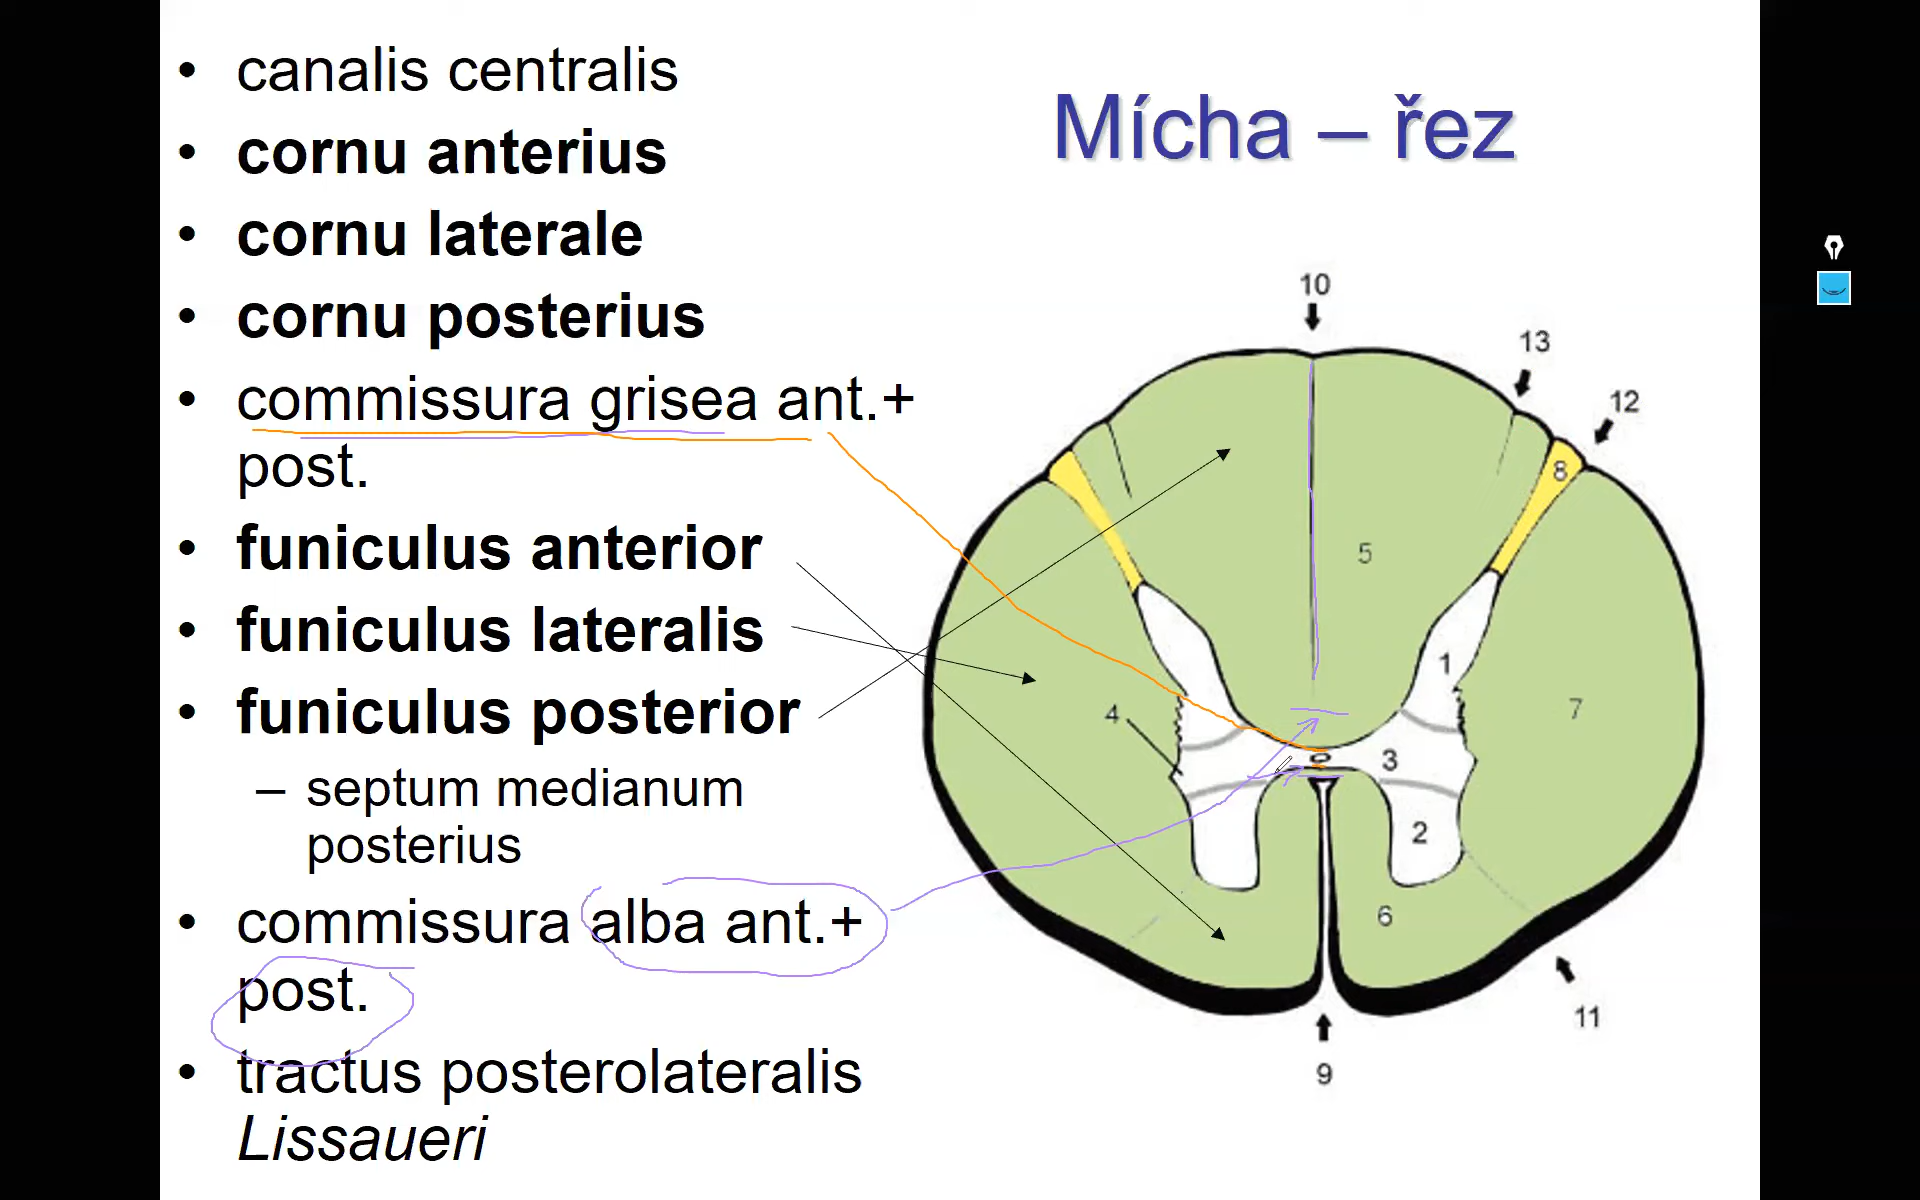 • canalis centralis
• cornu anterius
• cornu laterale
• cornu posterius
• commissura grisea ant.+
post.
• funiculus anterior
• funiculus lateralis
• funiculus posterior
– septum medianum
posterius
• commissura alba ant.+
post.
• tractus posterolateralis
Lissaueri
Mícha – řez
10
13
12
8
5
1
4
7
3
2
6
11
9